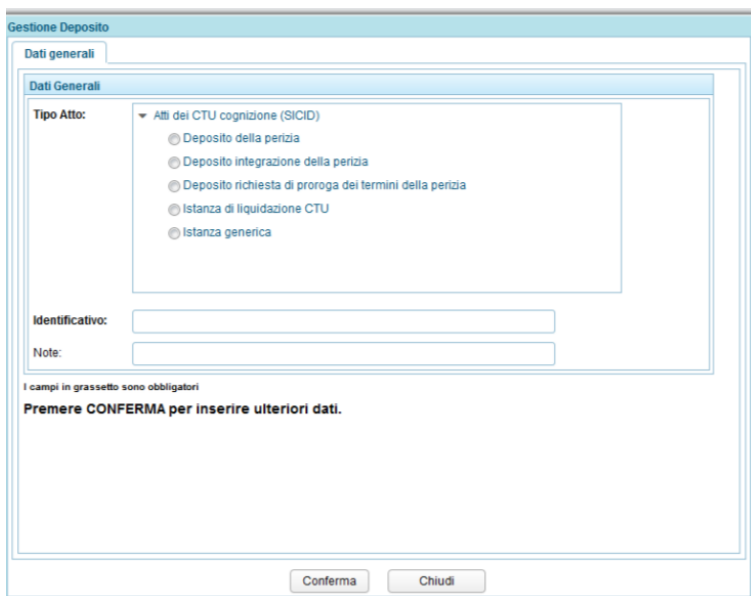 Gestione Deposito
Dati generali
Dati Generali
Tipo Atto:
Atti dei CTU cognizione (SICID)
Deposito della perizia
Deposito integrazione della perizia
Deposito richiesta di proroga dei termini della perizia
Istanza di liquidazione CTU
Istanza generica
Identificativo:
Note:
I campi in grassetto sono obbligatori
Premere CONFERMA per inserire ulteriori dati.
Conferma Chiudi